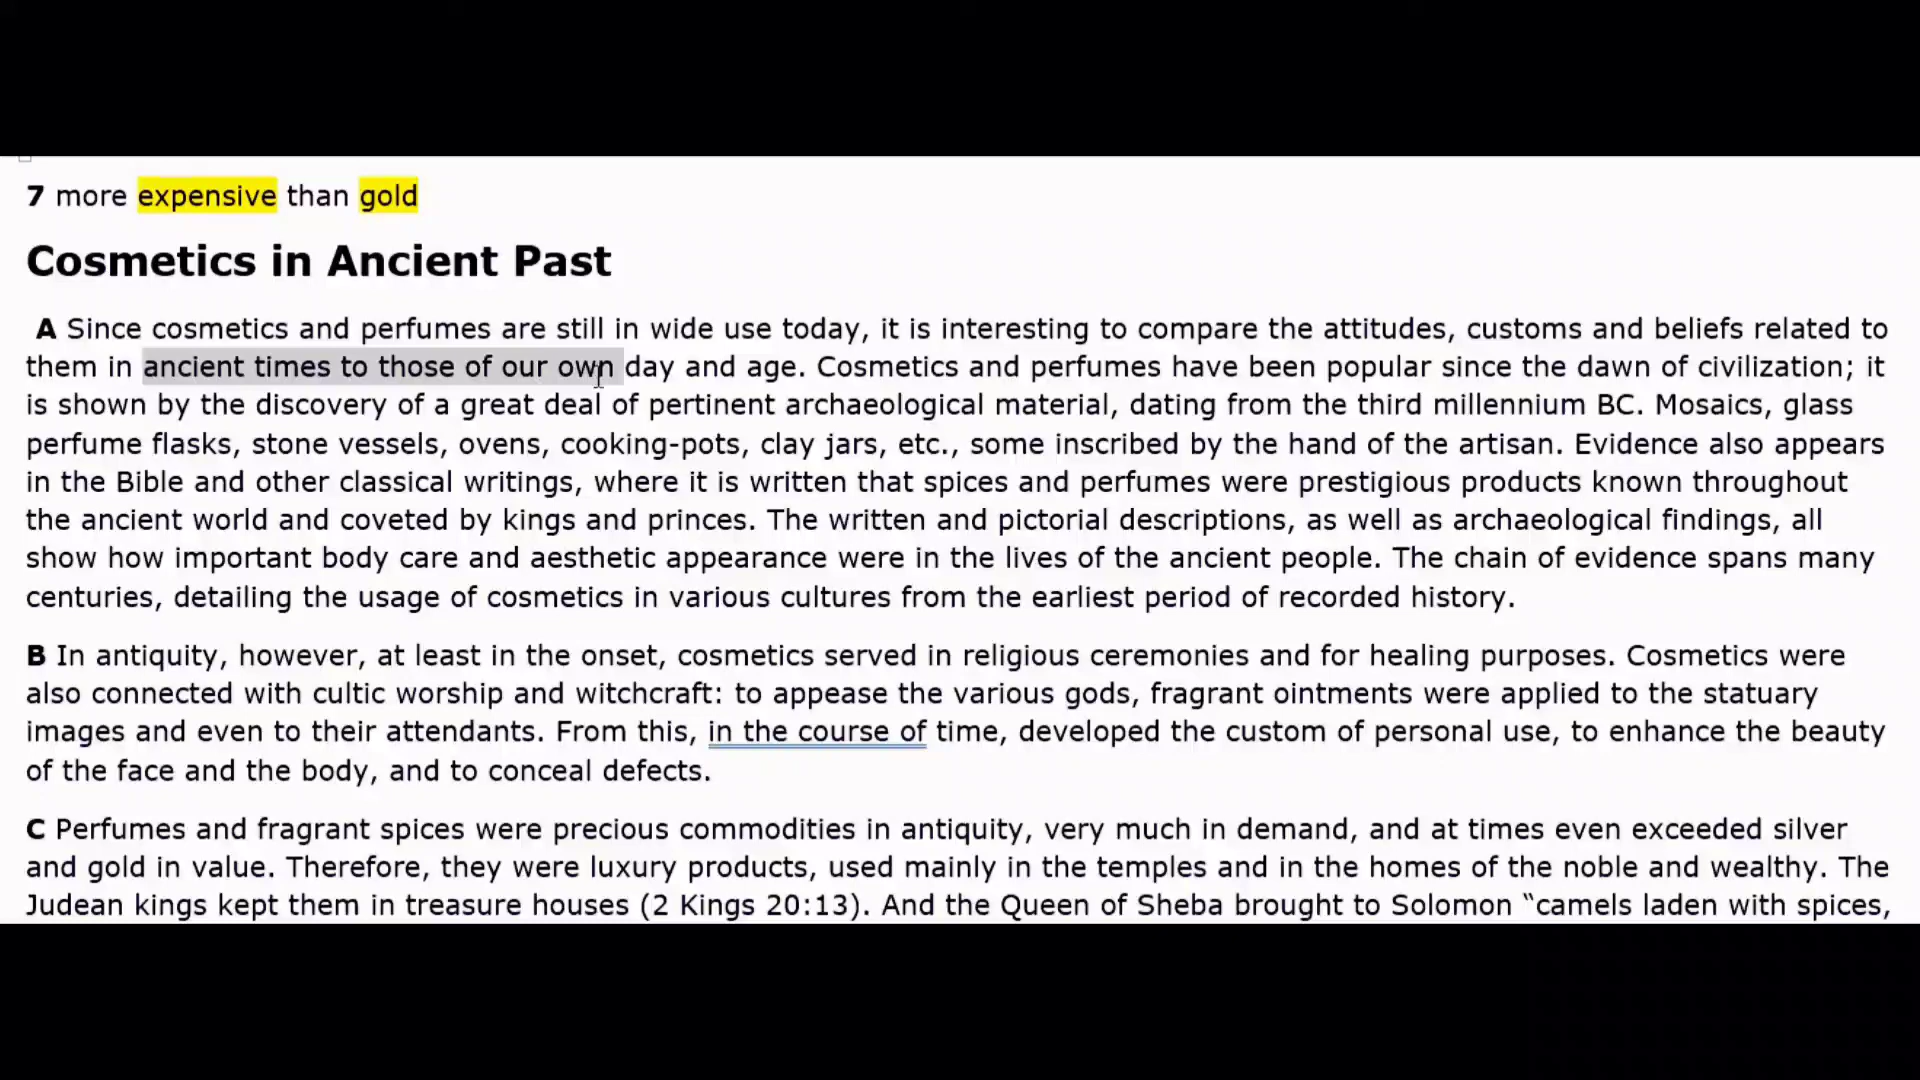 7 more expensive than gold
Cosmetics in Ancient Past
A Since cosmetics and perfumes are still in wide use today, it is interesting to compare the attitudes, customs and beliefs related to
them in ancient times to those of our own day and age. Cosmetics and perfumes have been popular since the dawn of civilization; it
is shown by the discovery of a great deal of pertinent archaeological material, dating from the third millennium BC. Mosaics, glass
perfume flasks, stone vessels, ovens, cooking-pots, clay jars, etc., some inscribed by the hand of the artisan. Evidence also appears
in the Bible and other classical writings, where it is written that spices and perfumes were prestigious products known throughout
the ancient world and coveted by kings and princes. The written and pictorial descriptions, as well as archaeological findings, all
show how important body care and aesthetic appearance were in the lives of the ancient people. The chain of evidence spans many
centuries, detailing the usage of cosmetics in various cultures from the earliest period of recorded history.
B In antiquity, however, at least in the onset, cosmetics served in religious ceremonies and for healing purposes. Cosmetics were
also connected with cultic worship and witchcraft: to appease the various gods, fragrant ointments were applied to the statuary
images and even to their attendants. From this, in the course of time, developed the custom of personal use, to enhance the beauty
of the face and the body, and to conceal defects.
C Perfumes and fragrant spices were precious commodities in antiquity, very much in demand, and at times even exceeded silver
and gold in value. Therefore, they were luxury products, used mainly in the temples and in the homes of the noble and wealthy. The
Judean kings kept them in treasure houses (2 Kings 20:13). And the Queen of Sheba brought to Solomon “camels laden with spices,